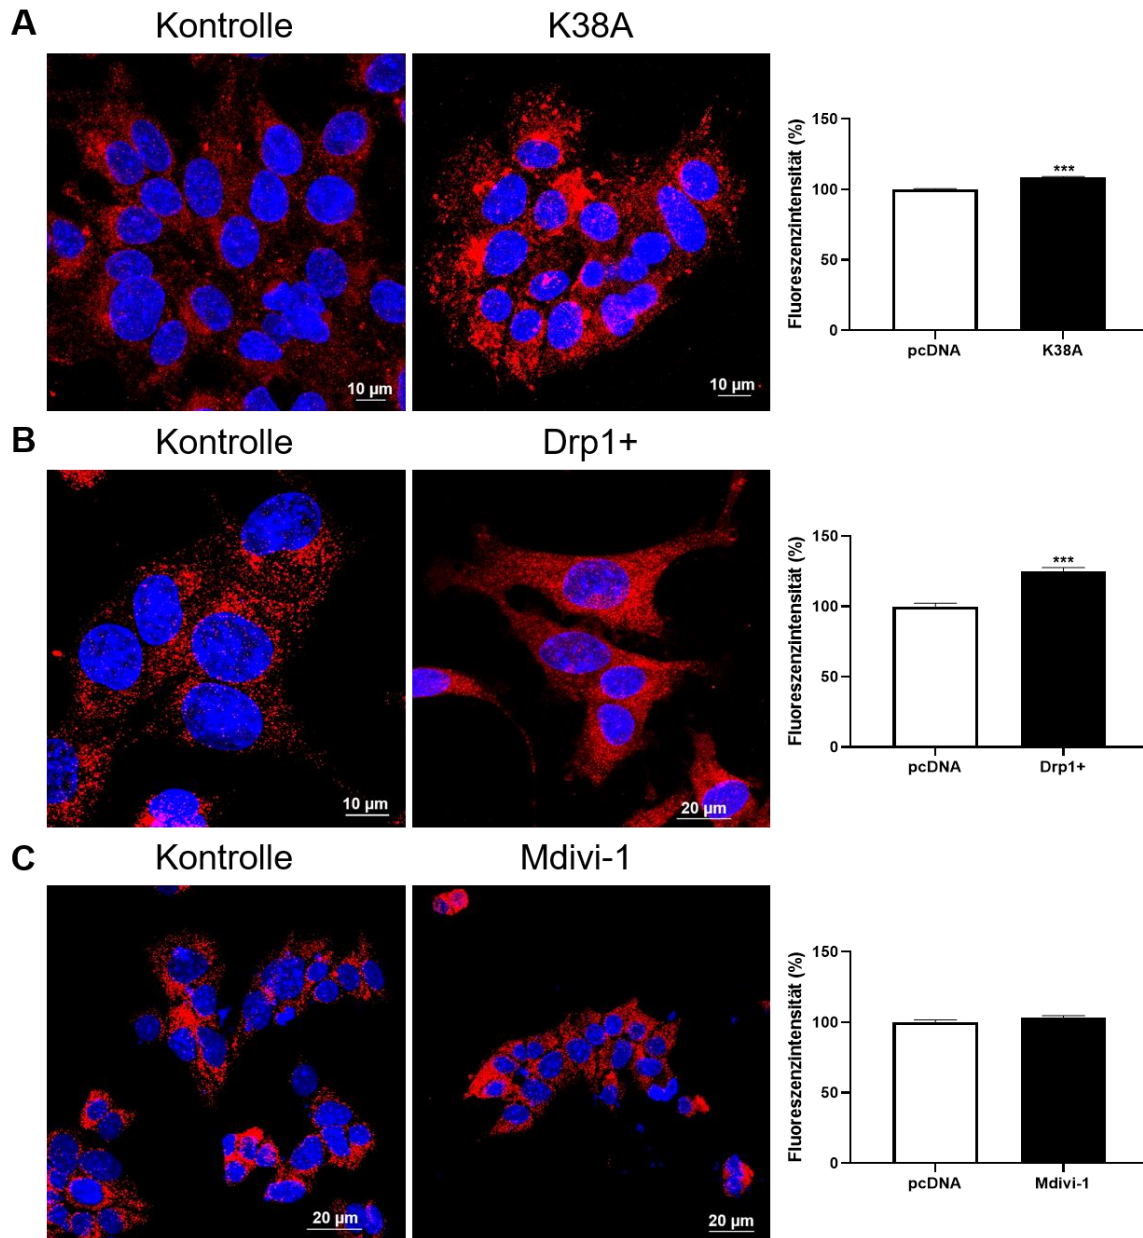 A
Kontrolle
K38A
10 µm
10 µm
Fluoreszenzintensität (%)
150
100
50
0
***
pcDNA
K38A
B
Kontrolle
Drp1+
10 µm
20 µm
Fluoreszenzintensität (%)
150
100
50
0
***
pcDNA
Drp1+
C
Kontrolle
Mdivi-1
20 µm
20 µm
Fluoreszenzintensität (%)
150
100
50
0
pcDNA
Mdivi-1